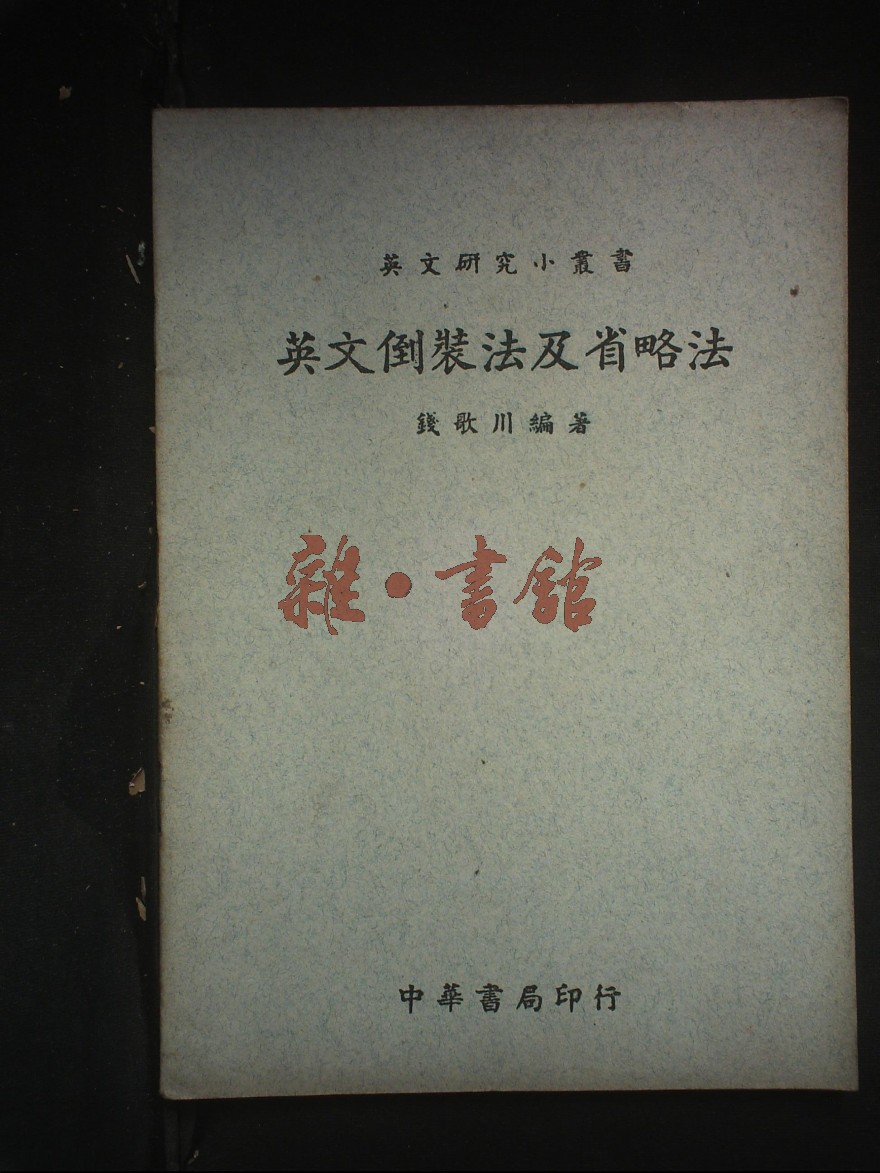 英文研究小叢書
英文倒裝法及省略法
錢歌川編著
雜·書館
中華書局印行